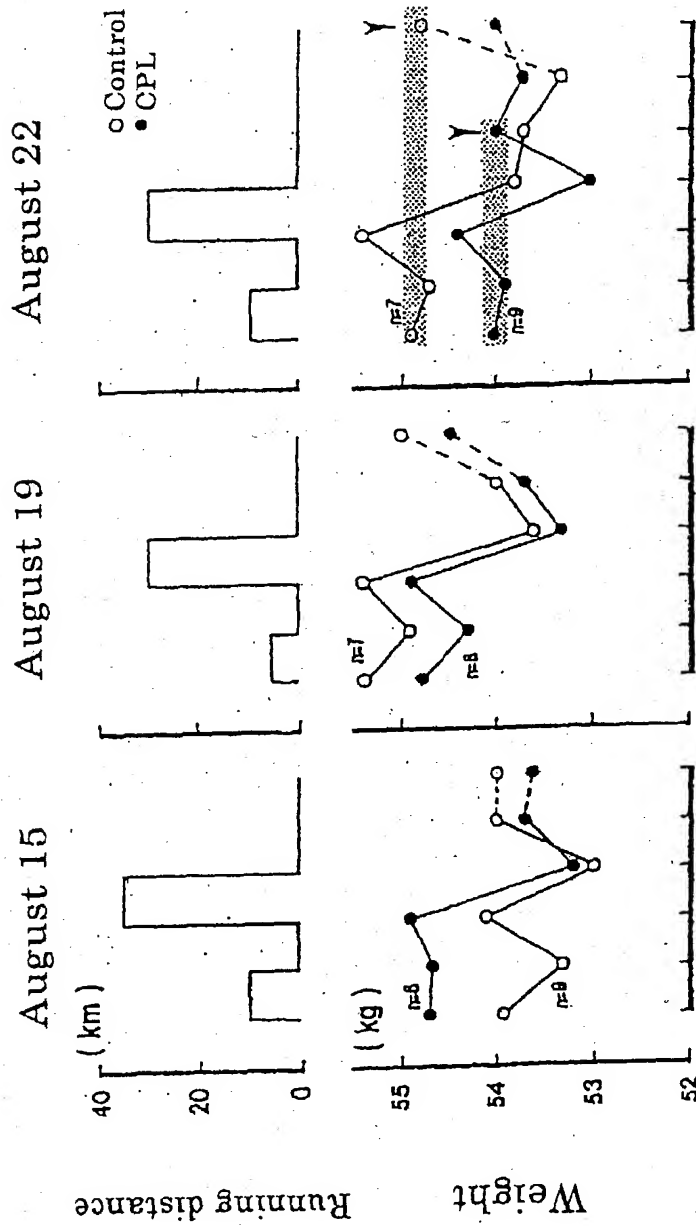 August 15
August 19
August 22
Running distance
(km)
40
20
0
Control
CPL
Weight
(kg)
55
54
53
52
n=8
n=8
n=7
n=8
n=7
n=9